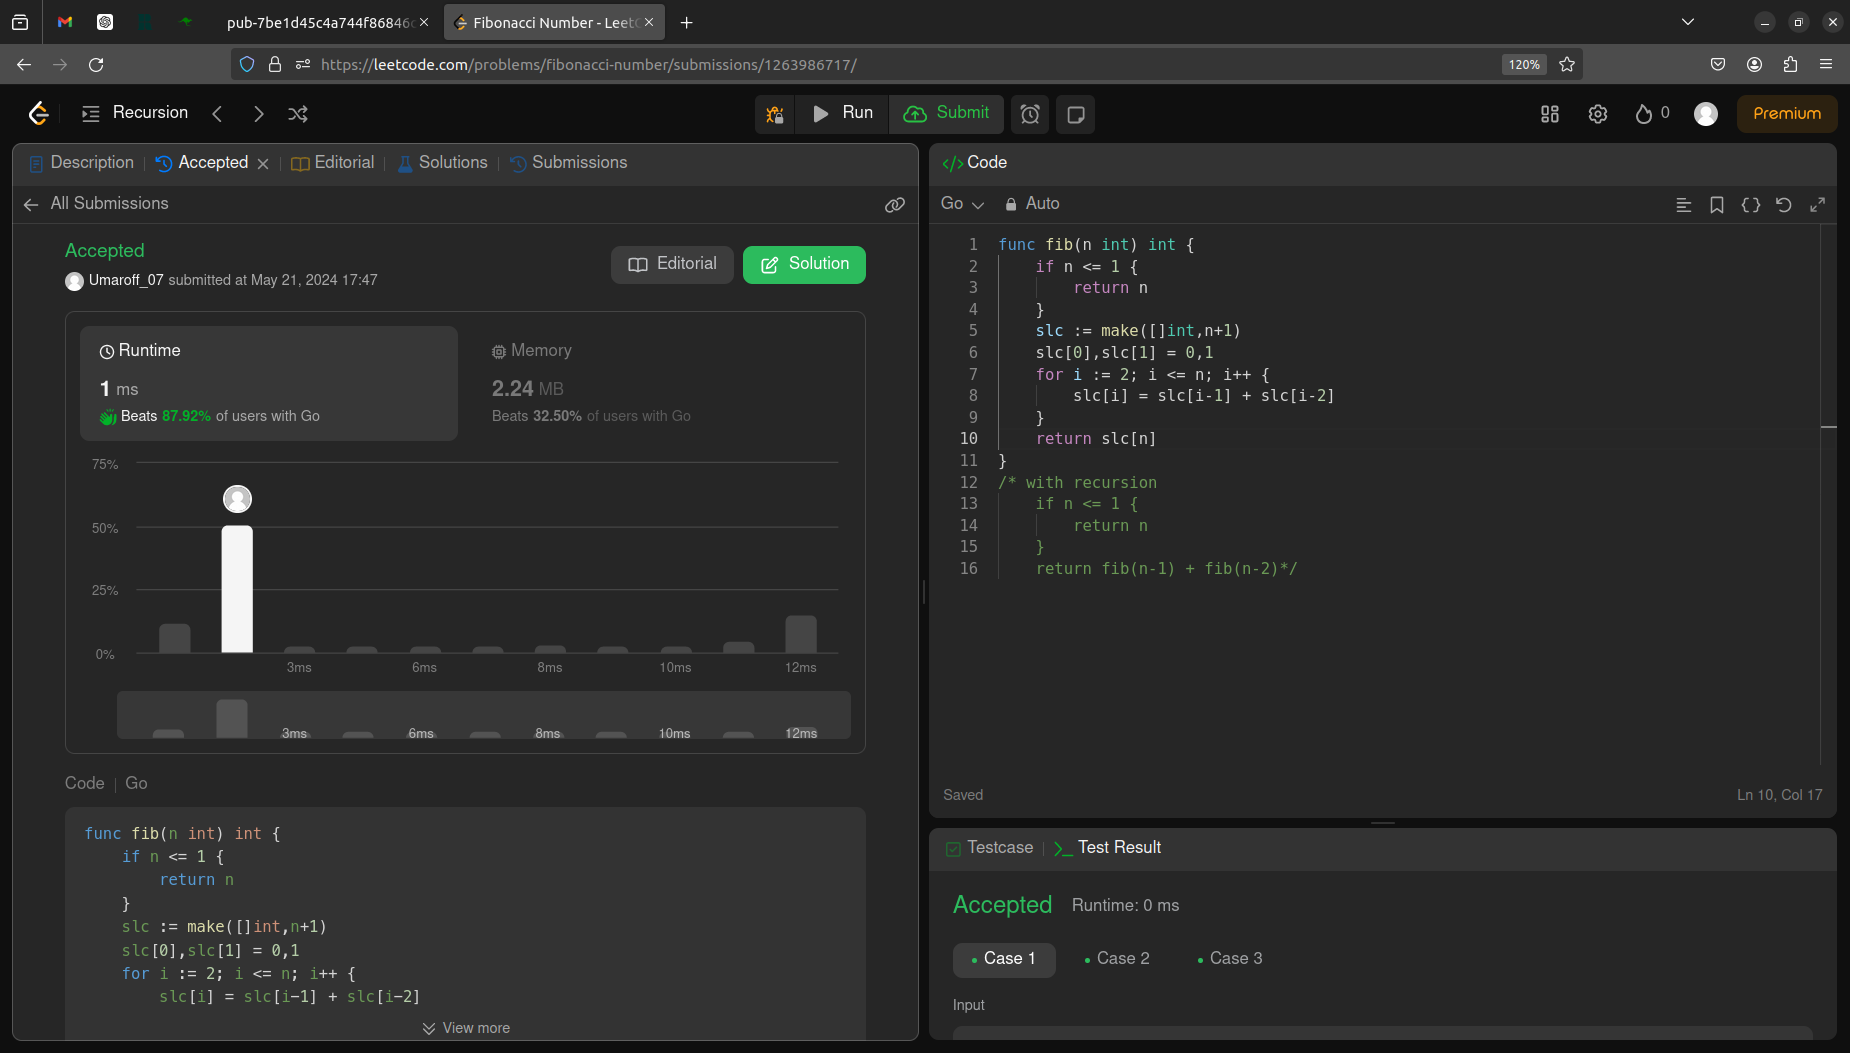 pub-7be1d45c4a744f86846
Fibonacci Number - Leet
https://leetcode.com/problems/fibonacci-number/submissions/1263986717/
120%
Recursion
Run
Submit
0
Premium
Description
Accepted
Editorial
Solutions
Submissions
All Submissions
Accepted
Umaroff_07 submitted at May 21, 2024 17:47
Editorial
Solution
Runtime
1 ms
Beats 87.92% of users with Go
Memory
2.24 MB
Beats 32.50% of users with Go
75%
50%
25%
0%
3ms 6ms 8ms 10ms 12ms
3ms 6ms 8ms 10ms 12ms
Code | Go
func fib(n int) int {
    if n <= 1 {
        return n
    }
    slc := make([]int,n+1)
    slc[0],slc[1] = 0,1
    for i := 2; i <= n; i++ {
        slc[i] = slc[i-1] + slc[i-2]
View more
</> Code
Go
Auto
1 func fib(n int) int {
2     if n <= 1 {
3         return n
4     }
5     slc := make([]int,n+1)
6     slc[0],slc[1] = 0,1
7     for i := 2; i <= n; i++ {
8         slc[i] = slc[i-1] + slc[i-2]
9     }
10     return slc[n]
11 }
12 /* with recursion
13     if n <= 1 {
14         return n
15     }
16     return fib(n-1) + fib(n-2)*/
Saved
Ln 10, Col 17
Testcase
>_ Test Result
Accepted
Runtime: 0 ms
• Case 1
• Case 2
• Case 3
Input